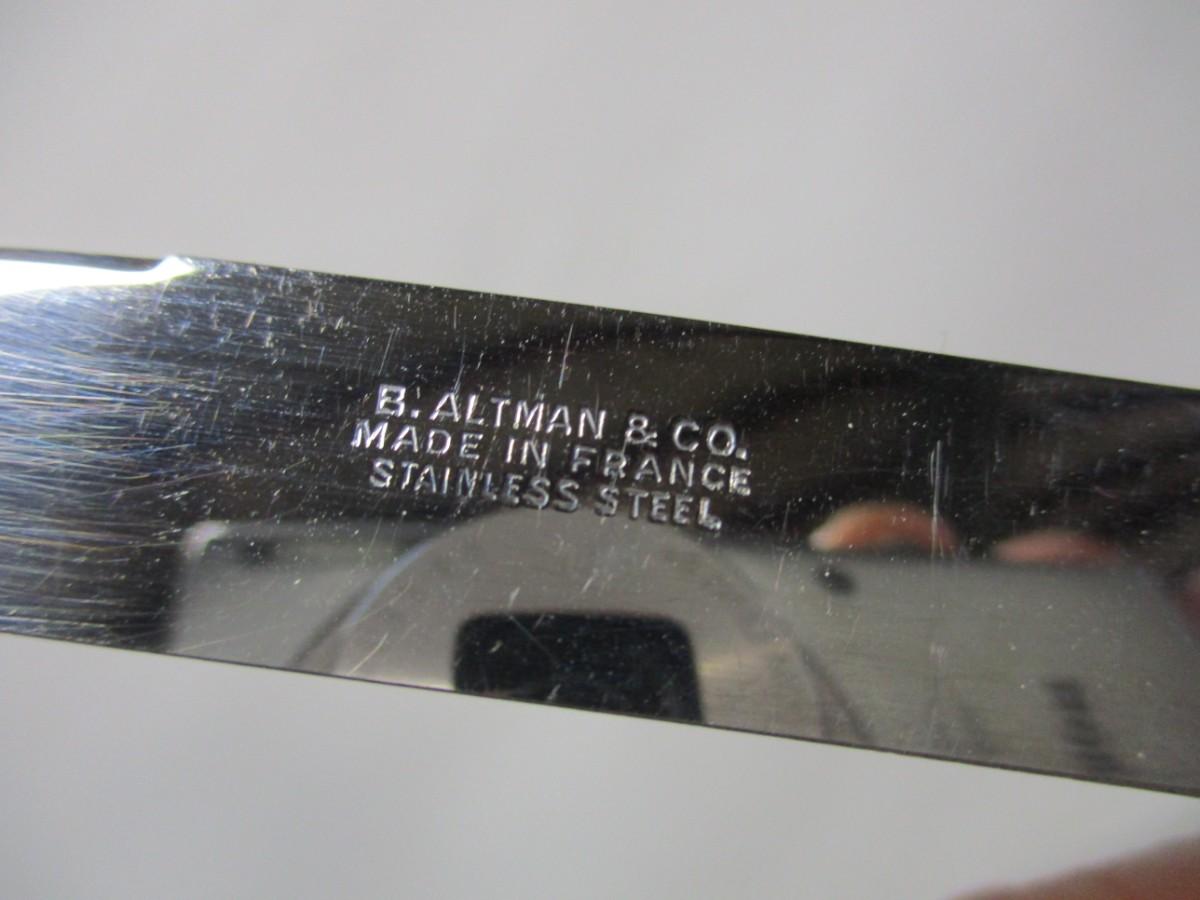 B. ALTMAN & CO.
MADE IN FRANCE
STAINLESS STEEL